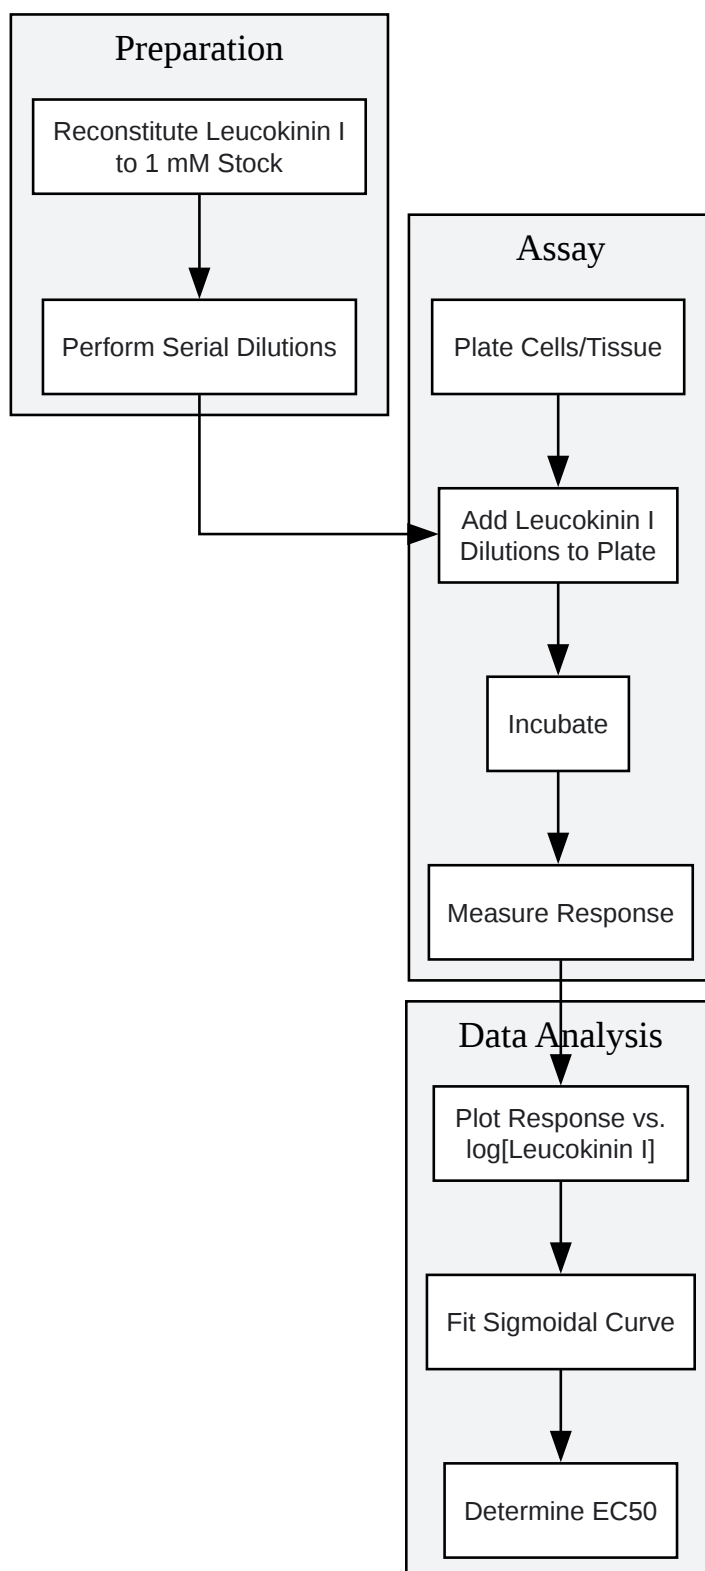 Preparation
Reconstitute Leucokinin I
to 1 mM Stock
Perform Serial Dilutions
Assay
Plate Cells/Tissue
Add Leucokinin I
Dilutions to Plate
Incubate
Measure Response
Data Analysis
Plot Response vs.
log[Leucokinin I]
Fit Sigmoidal Curve
Determine EC50